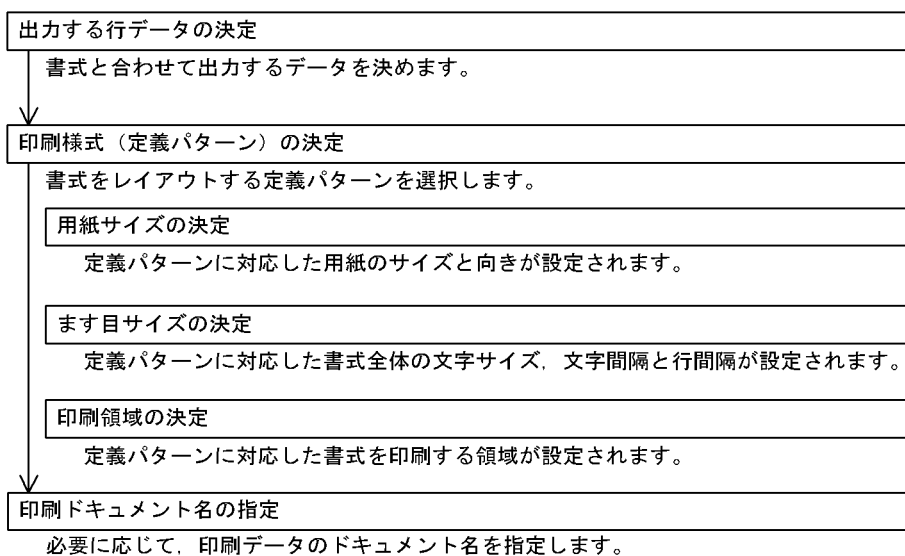 出力する行データの決定
書式と合わせて出力するデータを決めます。
印刷様式（定義パターン）の決定
書式をレイアウトする定義パターンを選択します。
用紙サイズの決定
定義パターンに対応した用紙のサイズと向きが設定されます。
ます目サイズの決定
定義パターンに対応した書式全体の文字サイズ，文字間隔と行間隔が設定されます。
印刷領域の決定
定義パターンに対応した書式を印刷する領域が設定されます。
印刷ドキュメント名の指定
必要に応じて，印刷データのドキュメント名を指定します。